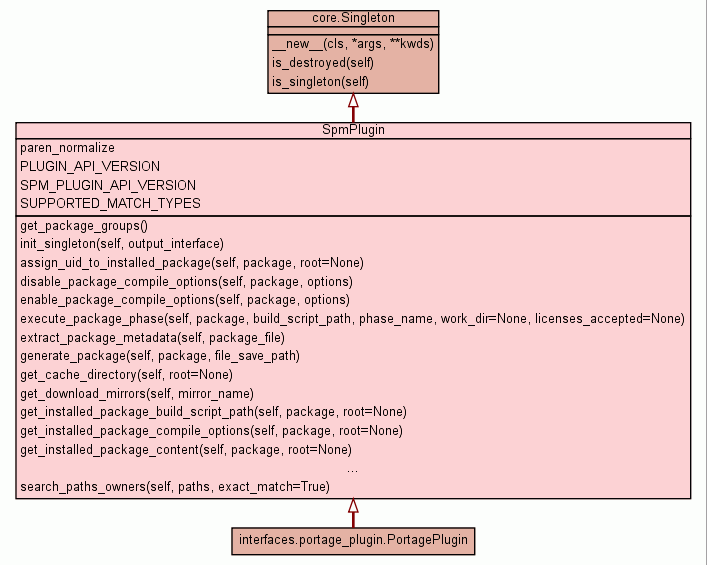 core.Singleton
__new__(cls, *args, **kwds)
is_destroyed(self)
is_singleton(self)
SpmPlugin
paren_normalize
PLUGIN_API_VERSION
SPM_PLUGIN_API_VERSION
SUPPORTED_MATCH_TYPES
get_package_groups()
init_singleton(self, output_interface)
assign_uid_to_installed_package(self, package, root=None)
disable_package_compile_options(self, package, options)
enable_package_compile_options(self, package, options)
execute_package_phase(self, package, build_script_path, phase_name, work_dir=None, licenses_accepted=None)
extract_package_metadata(self, package_file)
generate_package(self, package, file_save_path)
get_cache_directory(self, root=None)
get_download_mirrors(self, mirror_name)
get_installed_package_build_script_path(self, package, root=None)
get_installed_package_compile_options(self, package, root=None)
get_installed_package_content(self, package, root=None)
...
search_paths_owners(self, paths, exact_match=True)
interfaces.portage_plugin.PortagePlugin